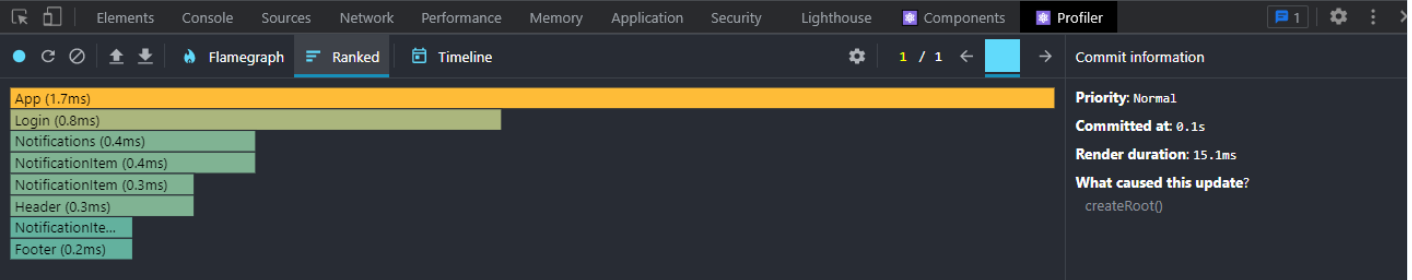 Elements Console Sources Network Performance Memory Application Security Lighthouse Components Profiler 1
Flamegraph Ranked Timeline 1 / 1 Commit information
App (1.7ms)
Priority: Normal
Login (0.8ms)
Committed at: 0.1s
Notifications (0.4ms)
Render duration: 15.1ms
NotificationItem (0.4ms)
NotificationItem (0.3ms)
What caused this update?
Header (0.3ms)
createRoot()
NotificationIte...
Footer (0.2ms)